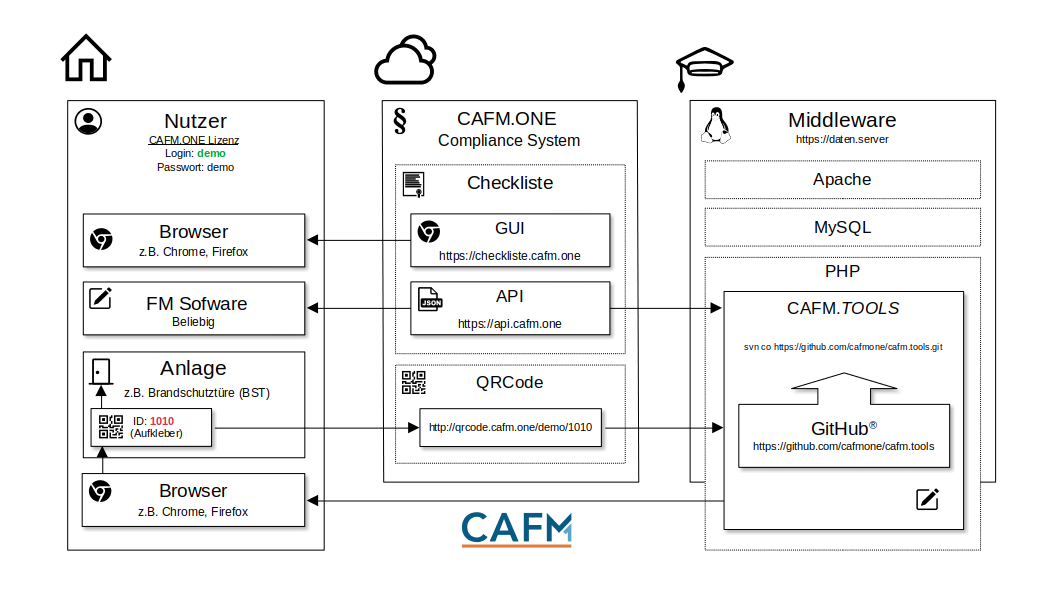 Nutzer
CAFM.ONE Lizenz
Login: demo
Passwort: demo
Browser
z.B. Chrome, Firefox
FM Sofware
Beliebig
Anlage
z.B. Brandschutztüre (BST)
ID: 1010
(Aufkleber)
Browser
z.B. Chrome, Firefox
§
CAFM.ONE
Compliance System
Checkliste
GUI
https://checkliste.cafm.one
JSON
API
https://api.cafm.one
QRCode
http://qrcode.cafm.one/demo/1010
CAFM
Middleware
https://daten.server
Apache
MySQL
PHP
CAFM.TOOLS
svn co https://github.com/cafmone/cafm.tools.git
GitHub®
https://github.com/cafmone/cafm.tools